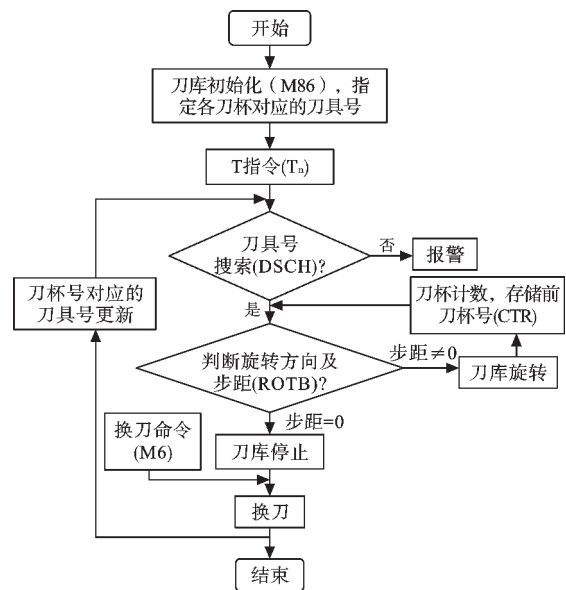 开始
刀库初始化（M86），指
定各刀杯对应的刀具号
T指令(Tₙ)
刀具号
搜索(DSCH)?
否
报警
是
刀杯号对应的
刀具号更新
刀杯计数，存储前
刀杯号(CTR)
判断旋转方向及
步距(ROTB)?
步距≠0
刀库旋转
步距=0
换刀命令
(M6)
刀库停止
换刀
结束